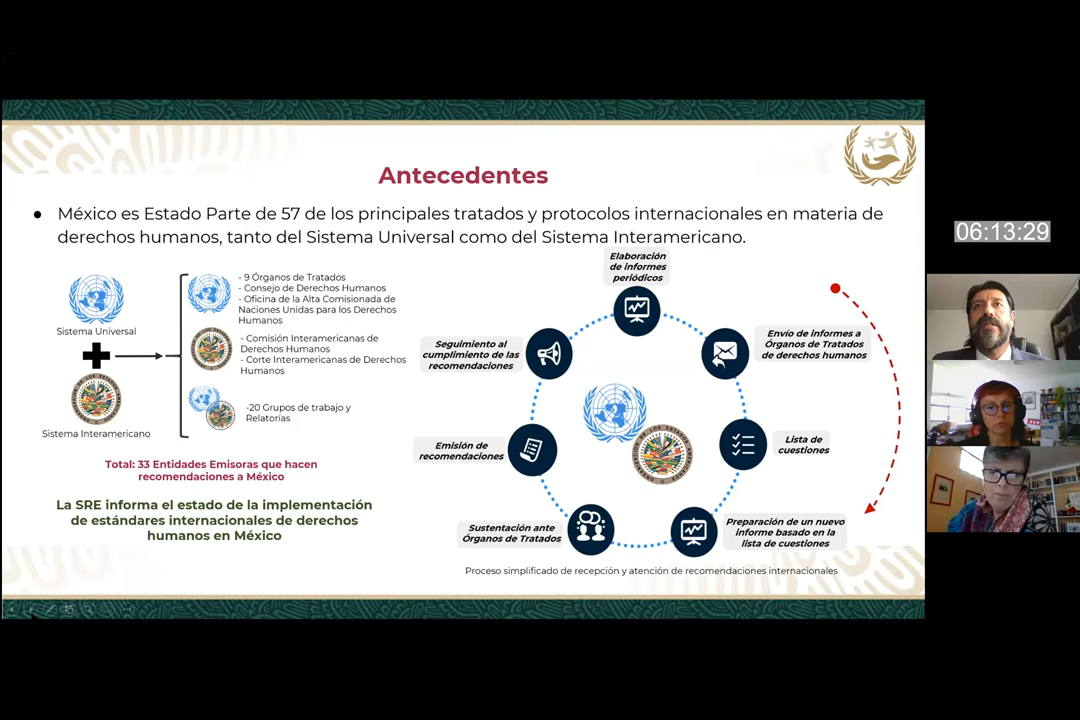 Antecedentes
● México es Estado Parte de 57 de los principales tratados y protocolos internacionales en materia de
derechos humanos, tanto del Sistema Universal como del Sistema Interamericano.
Sistema Universal
Sistema Interamericano
- 9 Órganos de Tratados
- Consejo de Derechos Humanos
- Oficina de la Alta Comisionada de
Naciones Unidas para los Derechos
Humanos
- Comisión Interamericana de
Derechos Humanos
- Corte Interamericanas de Derechos
Humanos
-20 Grupos de trabajo y
Relatorías
Total: 33 Entidades Emisoras que hacen
recomendaciones a México
La SRE informa el estado de la implementación
de estándares internacionales de derechos
humanos en México
Elaboración
de informes
periódicos
Envío de informes a
Órganos de Tratados
de derechos humanos
Lista de
cuestiones
Preparación de un nuevo
informe basado en la
lista de cuestiones
Sustentación ante
Órganos de Tratados
Emisión de
recomendaciones
Seguimiento al
cumplimiento de las
recomendaciones
Proceso simplificado de recepción y atención de recomendaciones internacionales
06:13:29